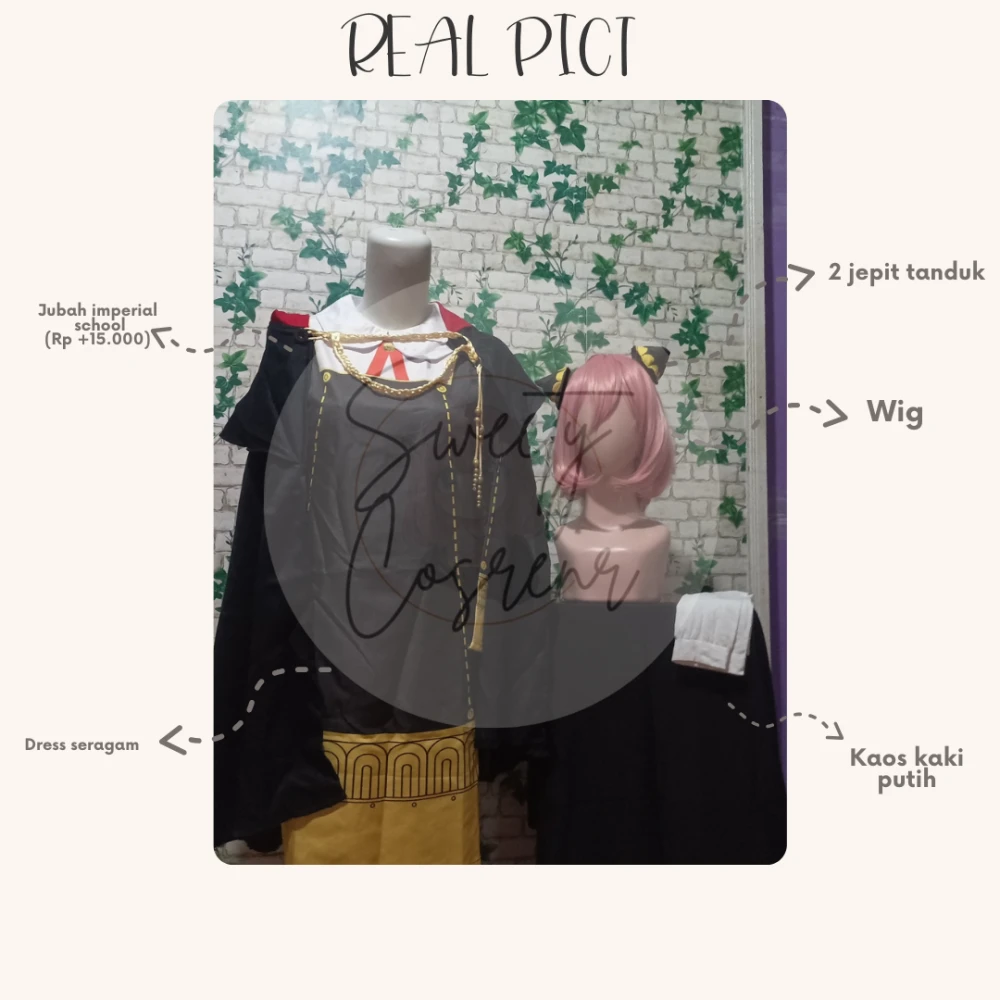 REAL PICT
Jubah imperial
school
(Rp +15.000)
2 jepit tanduk
Wig
Sweety
Cosrenr
Dress seragam
Kaos kaki
putih